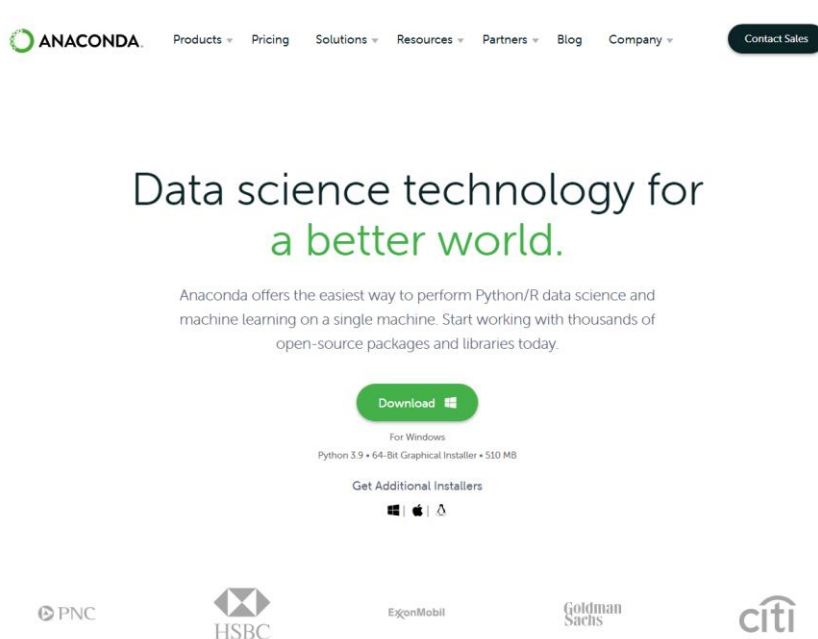 ANACONDA.
Products Pricing Solutions Resources Partners Blog Company Contact Sales
Data science technology for
a better world.
Anaconda offers the easiest way to perform Python/R data science and
machine learning on a single machine. Start working with thousands of
open-source packages and libraries today.
Download
For Windows
Python 3.9 • 64-Bit Graphical Installer • 510 MB
Get Additional Installers
| |
PNC
HSBC
ExxonMobil
Goldman
Sachs
citi